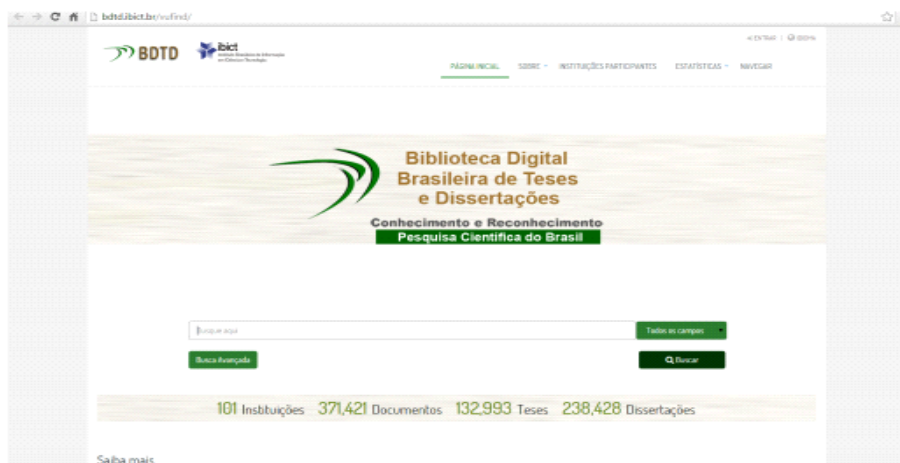 bdtd.ibict.br/vufind/
BDTD
ibict
ENTRAR
PÁGINA INICIAL SOBRE INSTITUIÇÕES PARTICIPANTES ESTATÍSTICAS NAVEGAR
Biblioteca Digital
Brasileira de Teses
e Dissertações
Conhecimento e Reconhecimento
Pesquisa Científica do Brasil
Busque aqui
Todos os campos
Busca Avançada
Buscar
101 Instituições 371,421 Documentos 132,993 Teses 238,428 Dissertações
Saiba mais